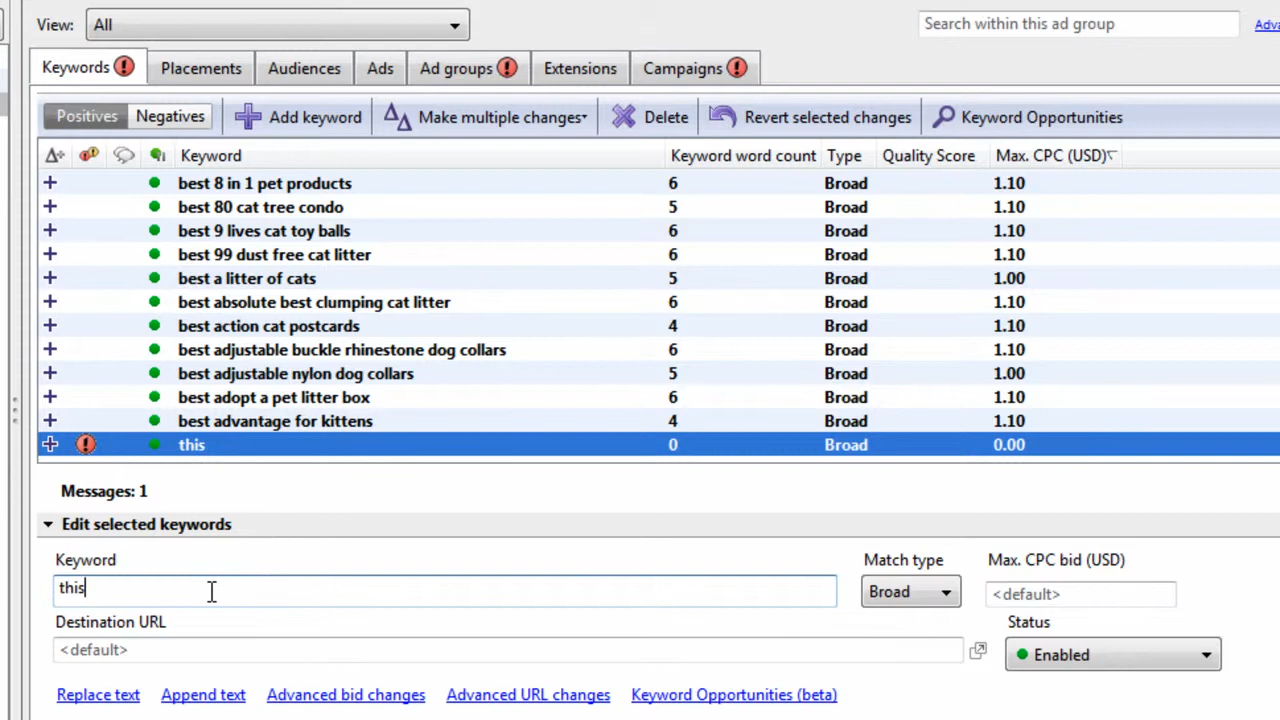 View: All Search within this ad group
Keywords Placements Audiences Ads Ad groups Extensions Campaigns
Positives Negatives Add keyword Make multiple changes Delete Revert selected changes Keyword Opportunities
Keyword Keyword word count Type Quality Score Max. CPC (USD)
best 8 in 1 pet products 6 Broad 1.10
best 80 cat tree condo 5 Broad 1.10
best 9 lives cat toy balls 6 Broad 1.10
best 99 dust free cat litter 6 Broad 1.10
best a litter of cats 5 Broad 1.00
best absolute best clumping cat litter 6 Broad 1.10
best action cat postcards 4 Broad 1.10
best adjustable buckle rhinestone dog collars 6 Broad 1.10
best adjustable nylon dog collars 5 Broad 1.00
best adopt a pet litter box 6 Broad 1.10
best advantage for kittens 4 Broad 1.10
this 0 Broad 0.00
Messages: 1
Edit selected keywords
Keyword Match type Max. CPC bid (USD)
this Broad <default>
Destination URL Status
<default> Enabled
Replace text Append text Advanced bid changes Advanced URL changes Keyword Opportunities (beta)